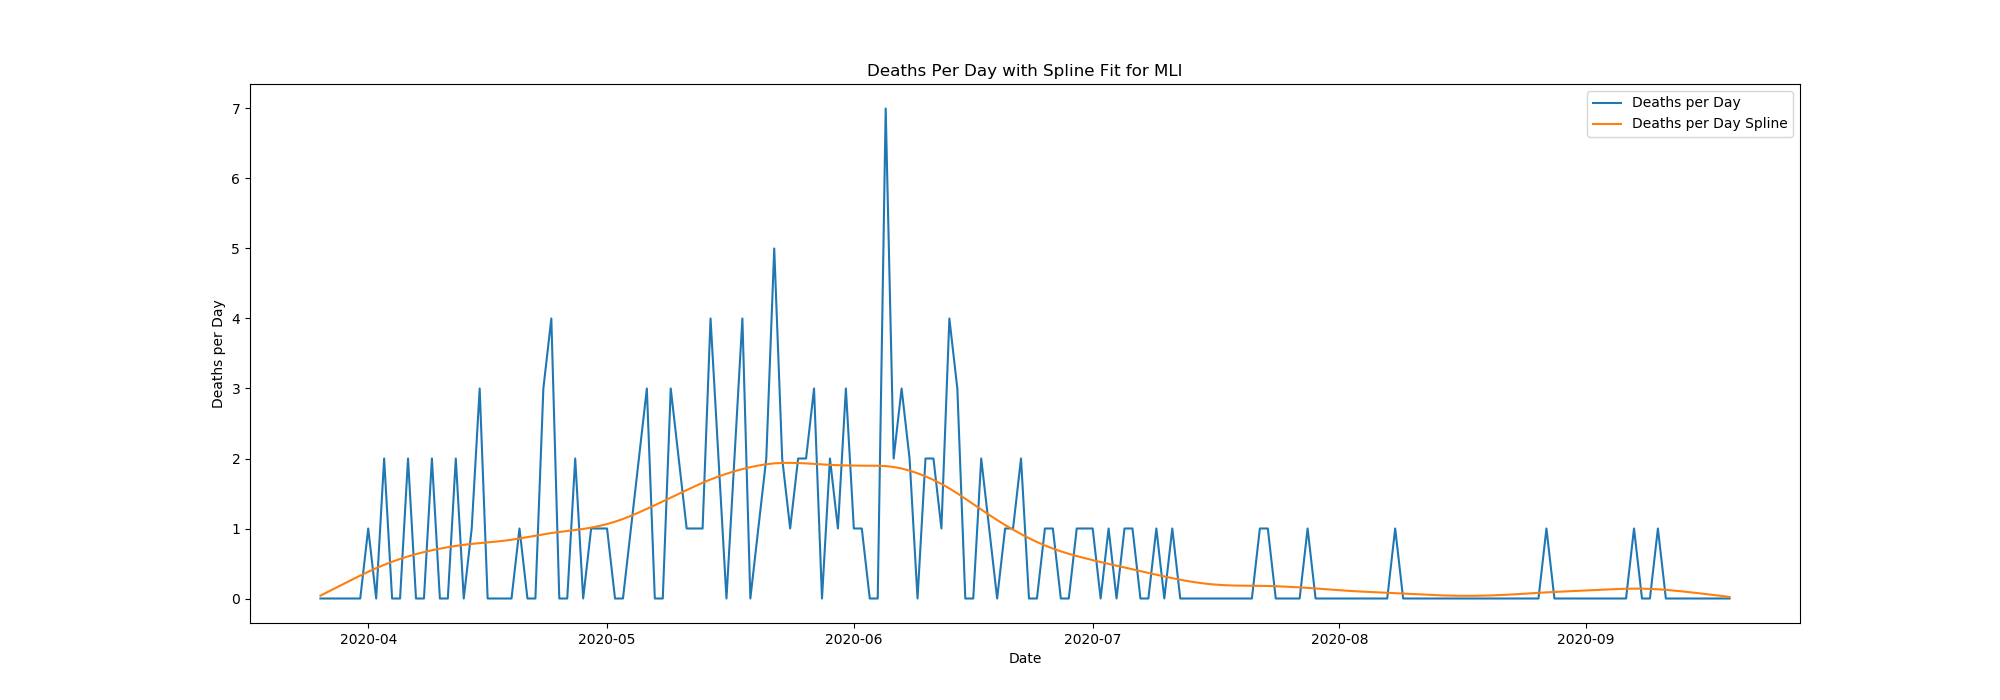 Deaths Per Day with Spline Fit for MLI
Deaths per Day
Deaths per Day Spline
7
6
5
4
3
2
1
0
Deaths per Day
2020-04 2020-05 2020-06 2020-07 2020-08 2020-09
Date